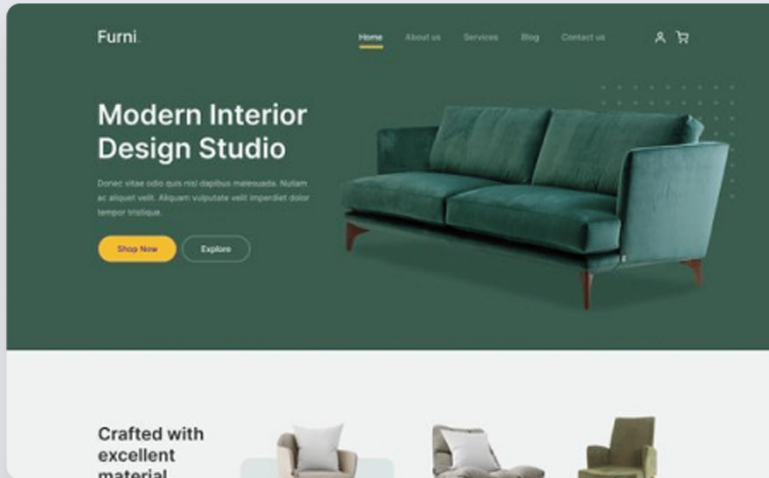 Furni.
Home About us Services Blog Contact us
Modern Interior
Design Studio
Donec vitae odio quis nisl dapibus malesuada. Nullam
ac aliquet velit. Aliquam vulputate velit imperdiet dolor
tempor tristique.
Shop Now Explore
Crafted with
excellent
material